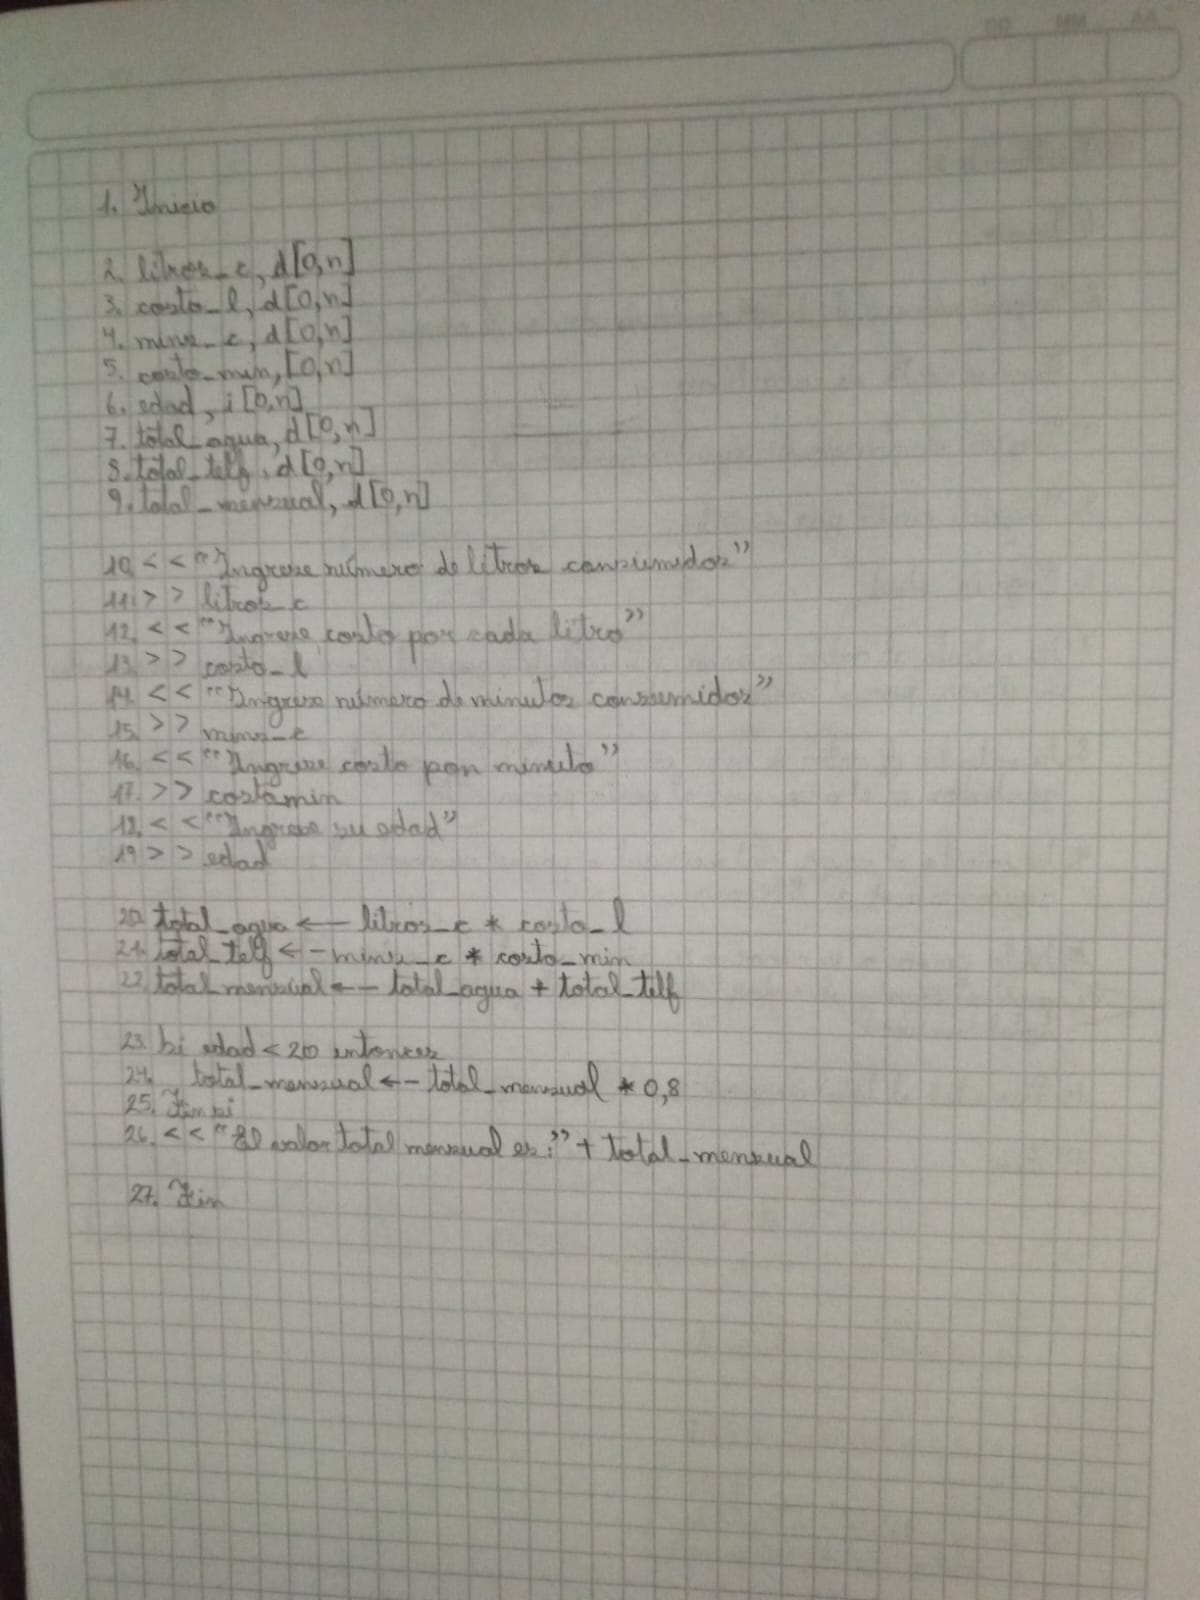 DD MM AA
1. Inicio
2. litros_c, d[0,n]
3. costo_l, d[0,n]
4. mins_c, d[0,n]
5. costo_min, [0,n]
6. edad, i[0,n]
7. total_agua, d[0,n]
8. total_telf, d[0,n]
9. total_mensual, d[0,n]
10. << "Ingrese número de litros consumidos"
11. >> litros_c
12. << "Ingrese costo por cada litro"
13. >> costo_l
14. << "Ingrese número de minutos consumidos"
15. >> mins_c
16. << "Ingrese costo por minuto"
17. >> costamin
18. << "Ingrese su edad"
19 >> edad
20. total_agua ← litros_c * costo_l
21. total_telf ← mins_c * costo_min
22. total_mensual ← total_agua + total_telf
23. Si edad < 20 entonces
24. total_mensual ← total_mensual * 0,8
25. Fin si
26. << "El valor total mensual es:" + total_mensual
27. Fin